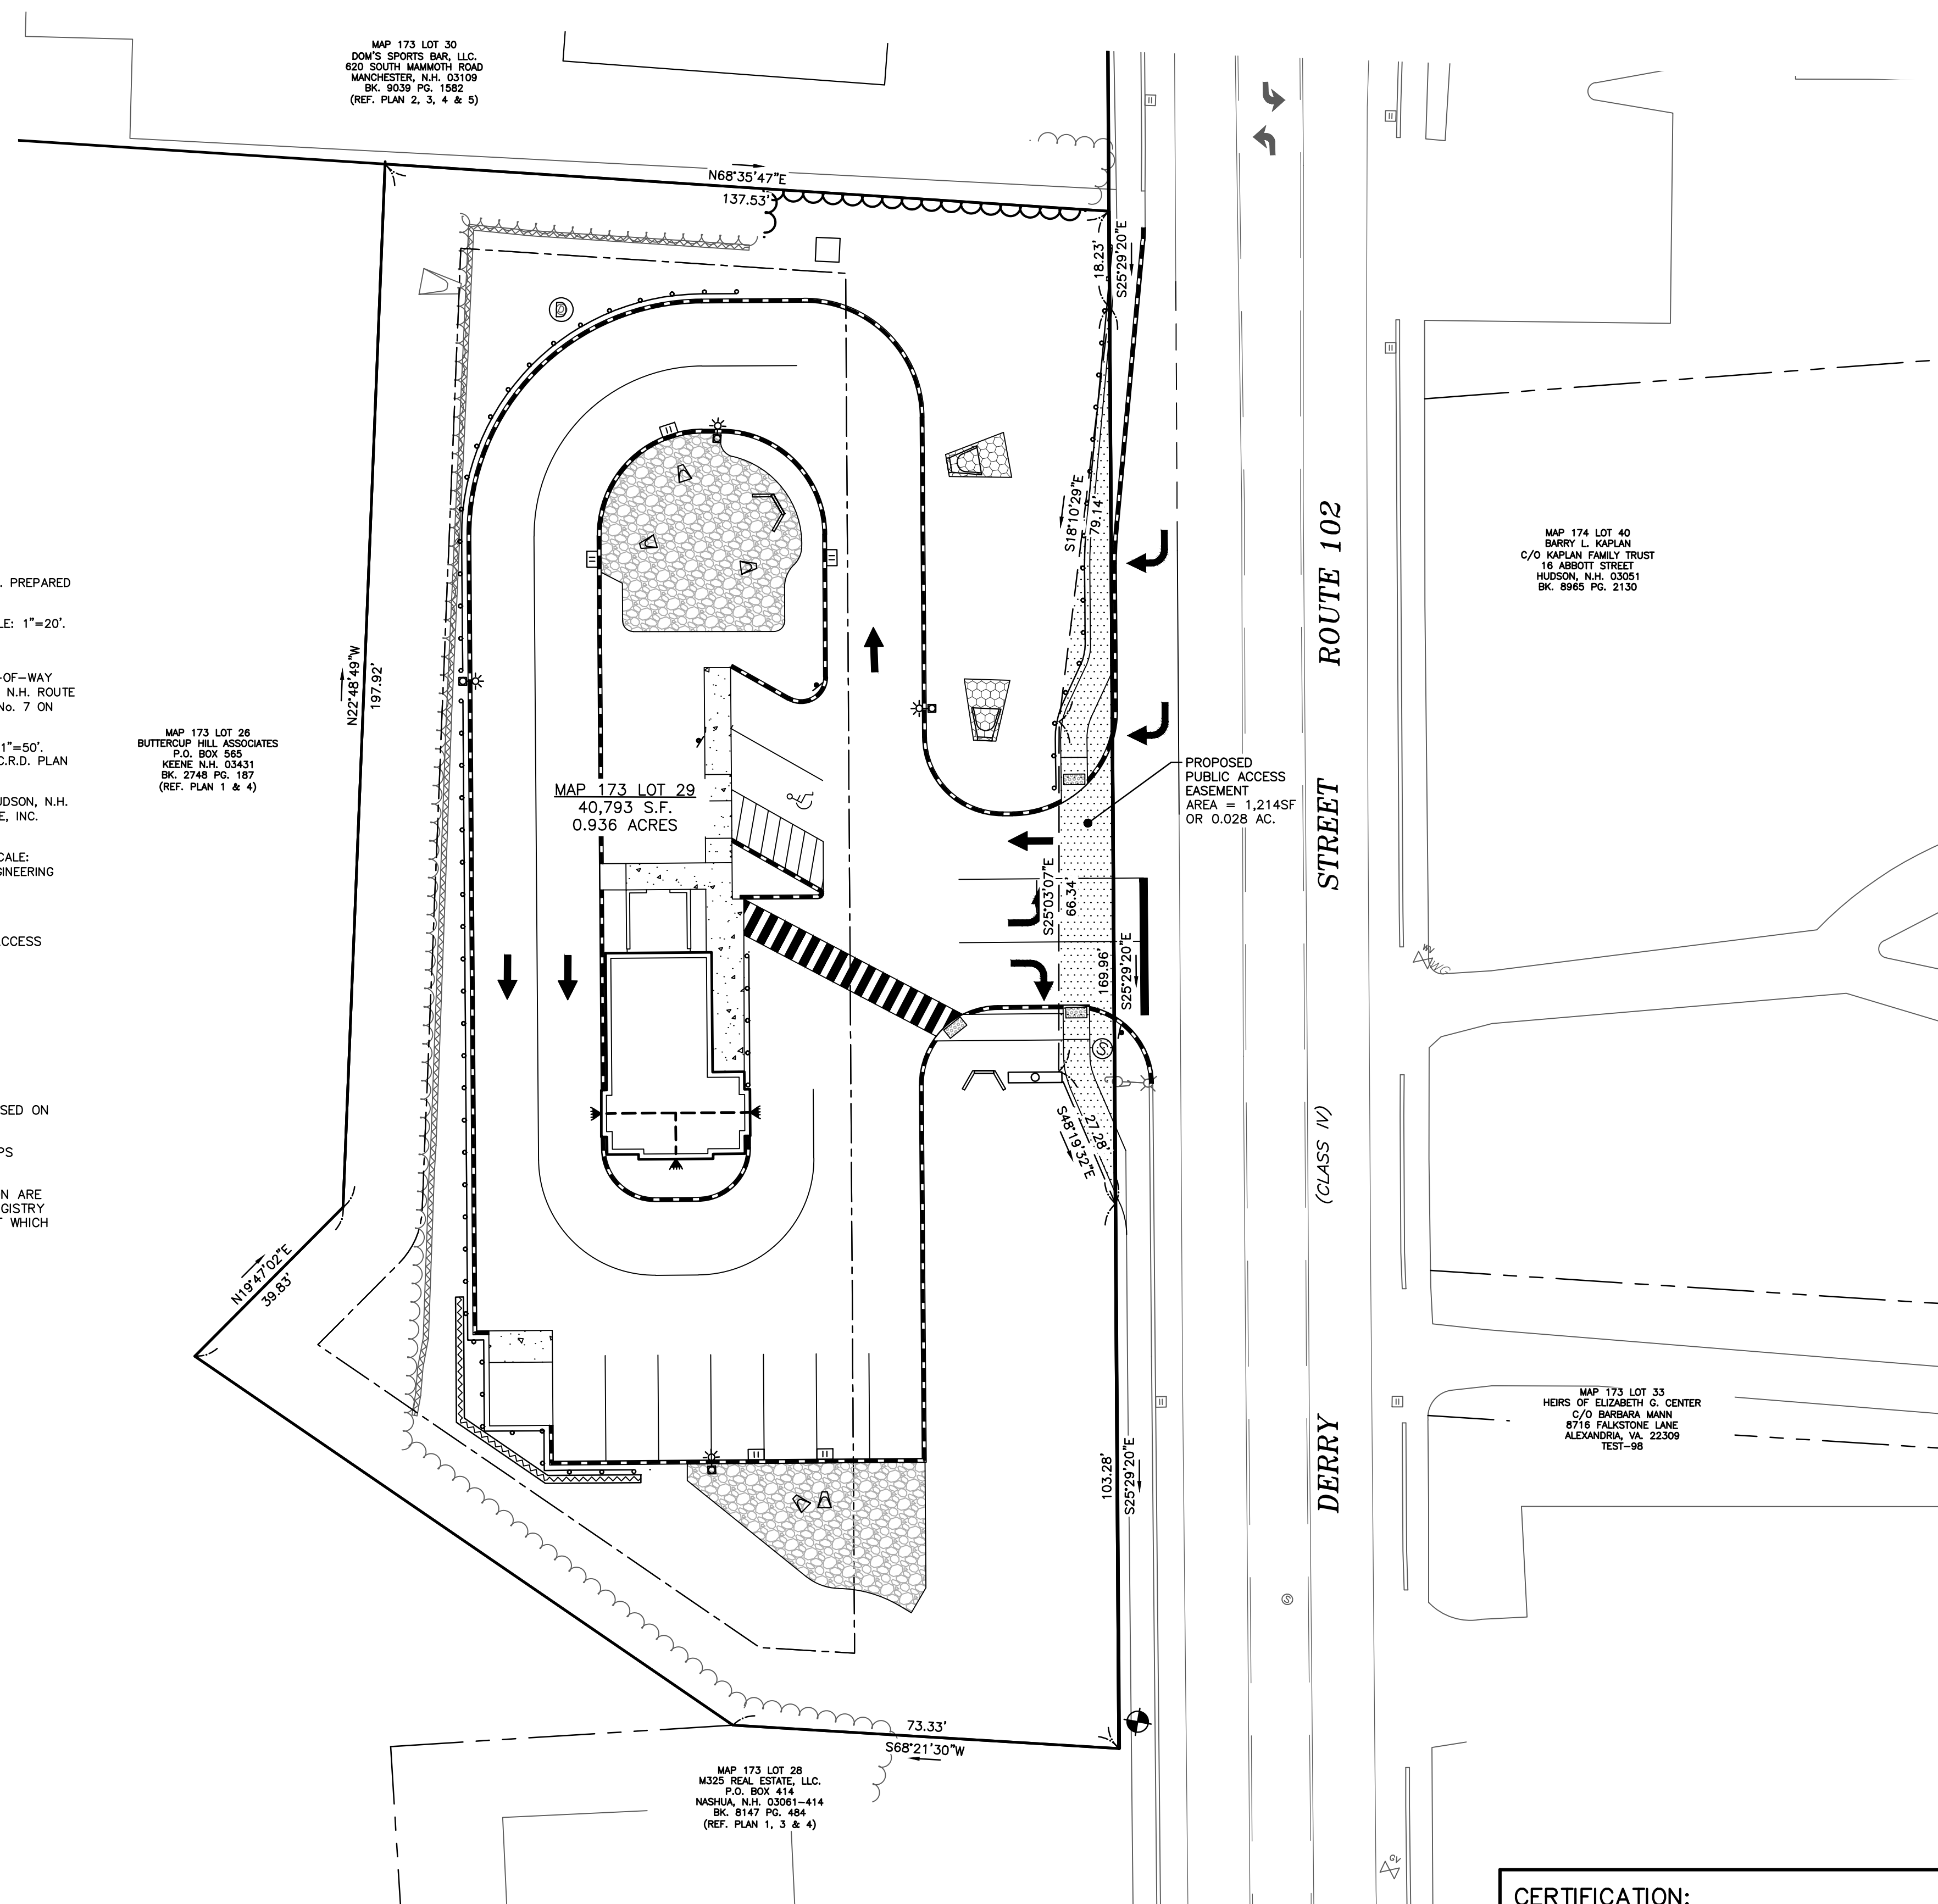 MAP 173 LOT 30
DOM'S SPORTS BAR, LLC.
620 SOUTH MAMMOTH ROAD
MANCHESTER, N.H. 03109
BK. 9039 PG. 1582
(REF. PLAN 2, 3, 4 & 5)
N68°35'47"E
137.53'
18.23'
S25°29'20"E
. PREPARED
LE: 1"=20'.
-OF-WAY
N.H. ROUTE
No. 7 ON
1"=50'.
C.R.D. PLAN
UDSON, N.H.
E, INC.
CALE:
GINEERING
CCESS
SED ON
PS
N ARE
GISTRY
T WHICH
N22°48'49"W
197.92'
MAP 173 LOT 26
BUTTERCUP HILL ASSOCIATES
P.O. BOX 565
KEENE N.H. 03431
BK. 2748 PG. 187
(REF. PLAN 1 & 4)
D
S18°10'29"E
79.14'
ROUTE 102
MAP 174 LOT 40
BARRY L. KAPLAN
C/O KAPLAN FAMILY TRUST
16 ABBOTT STREET
HUDSON, N.H. 03051
BK. 8965 PG. 2130
MAP 173 LOT 29
40,793 S.F.
0.936 ACRES
PROPOSED
PUBLIC ACCESS
EASEMENT
AREA = 1,214SF
OR 0.028 AC.
STREET
S25°03'07"E
66.34'
169.96'
S25°29'20"E
WV
WG
S
27.28'
S48°19'32"E
(CLASS IV)
N19°47'02"E
39.83'
DERRY
103.28'
S25°29'20"E
MAP 173 LOT 33
HEIRS OF ELIZABETH G. CENTER
C/O BARBARA MANN
8716 FALKSTONE LANE
ALEXANDRIA, VA. 22309
TEST-98
S
73.33'
S68°21'30"W
MAP 173 LOT 28
M325 REAL ESTATE, LLC.
P.O. BOX 414
NASHUA, N.H. 03061-414
BK. 8147 PG. 484
(REF. PLAN 1, 3 & 4)
GV
CERTIFICATION: